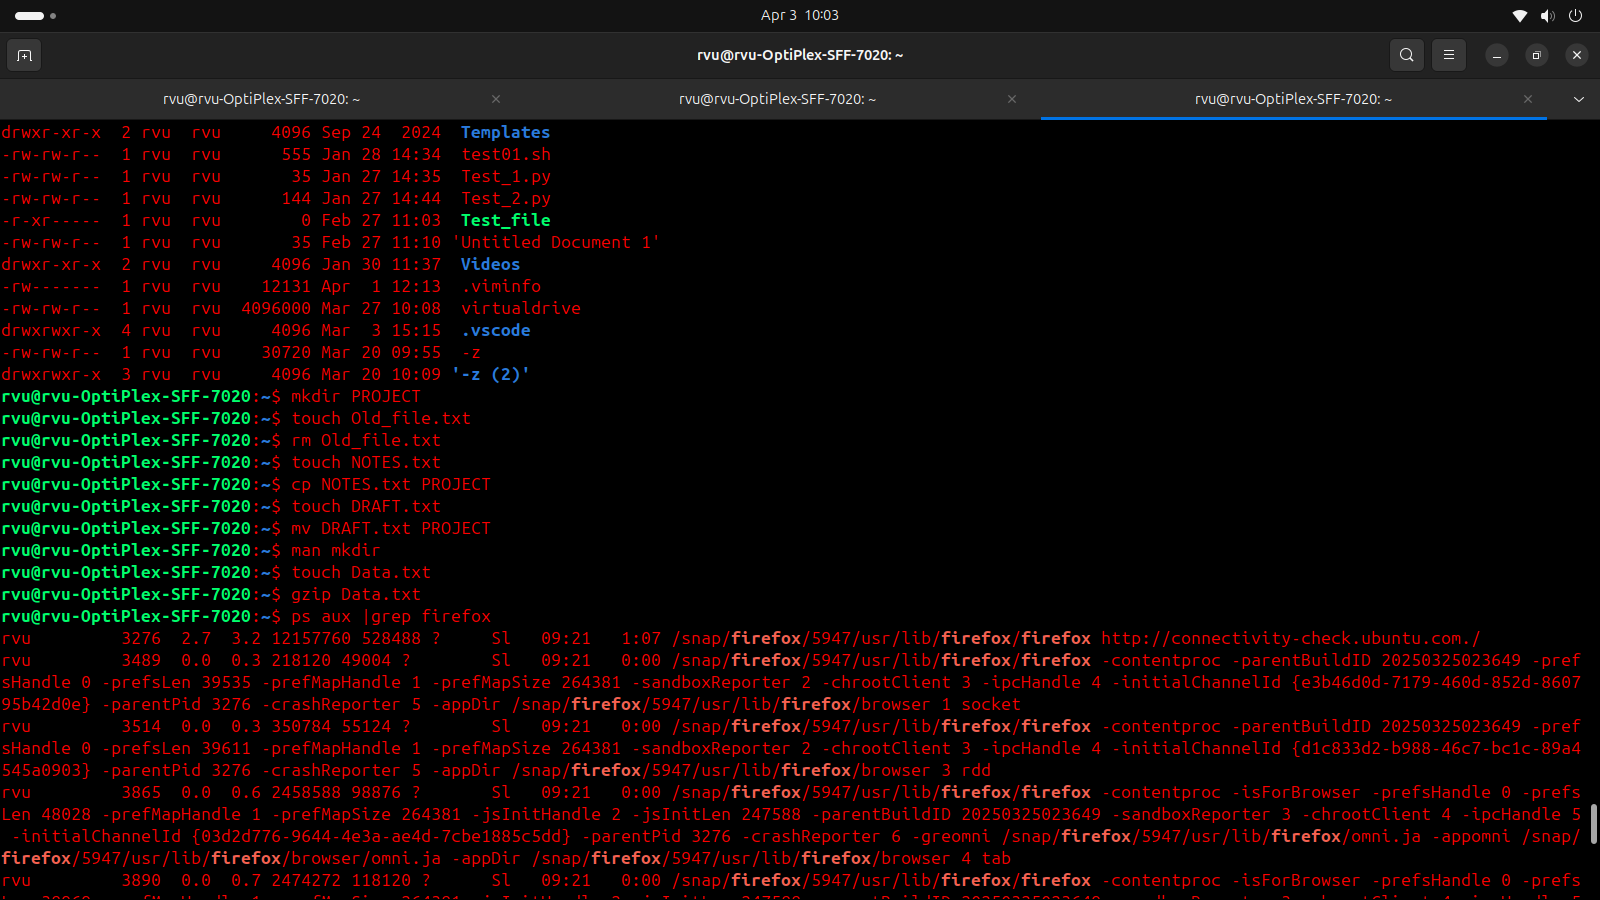 Apr 3 10:03
rvu@rvu-OptiPlex-SFF-7020: ~
rvu@rvu-OptiPlex-SFF-7020: ~ rvu@rvu-OptiPlex-SFF-7020: ~ rvu@rvu-OptiPlex-SFF-7020: ~
drwxr-xr-x  2 rvu  rvu     4096 Sep 24  2024  Templates
-rw-rw-r--  1 rvu  rvu      555 Jan 28 14:34  test01.sh
-rw-rw-r--  1 rvu  rvu       35 Jan 27 14:35  Test_1.py
-rw-rw-r--  1 rvu  rvu      144 Jan 27 14:44  Test_2.py
-r-xr-----  1 rvu  rvu        0 Feb 27 11:03  Test_file
-rw-rw-r--  1 rvu  rvu       35 Feb 27 11:10 'Untitled Document 1'
drwxr-xr-x  2 rvu  rvu     4096 Jan 30 11:37  Videos
-rw-------  1 rvu  rvu    12131 Apr  1 12:13  .viminfo
-rw-rw-r--  1 rvu  rvu  4096000 Mar 27 10:08  virtualdrive
drwxrwxr-x  4 rvu  rvu     4096 Mar  3 15:15  .vscode
-rw-rw-r--  1 rvu  rvu    30720 Mar 20 09:55  -z
drwxrwxr-x  3 rvu  rvu     4096 Mar 20 10:09 '-z (2)'
rvu@rvu-OptiPlex-SFF-7020:~$ mkdir PROJECT
rvu@rvu-OptiPlex-SFF-7020:~$ touch Old_file.txt
rvu@rvu-OptiPlex-SFF-7020:~$ rm Old_file.txt
rvu@rvu-OptiPlex-SFF-7020:~$ touch NOTES.txt
rvu@rvu-OptiPlex-SFF-7020:~$ cp NOTES.txt PROJECT
rvu@rvu-OptiPlex-SFF-7020:~$ touch DRAFT.txt
rvu@rvu-OptiPlex-SFF-7020:~$ mv DRAFT.txt PROJECT
rvu@rvu-OptiPlex-SFF-7020:~$ man mkdir
rvu@rvu-OptiPlex-SFF-7020:~$ touch Data.txt
rvu@rvu-OptiPlex-SFF-7020:~$ gzip Data.txt
rvu@rvu-OptiPlex-SFF-7020:~$ ps aux |grep firefox
rvu         3276  2.7  3.2 12157760 528488 ?     Sl   09:21   1:07 /snap/firefox/5947/usr/lib/firefox/firefox http://connectivity-check.ubuntu.com./
rvu         3489  0.0  0.3 218120 49004 ?        Sl   09:21   0:00 /snap/firefox/5947/usr/lib/firefox/firefox -contentproc -parentBuildID 20250325023649 -pref
sHandle 0 -prefsLen 39535 -prefMapHandle 1 -prefMapSize 264381 -sandboxReporter 2 -chrootClient 3 -ipcHandle 4 -initialChannelId {e3b46d0d-7179-460d-852d-8607
95b42d0e} -parentPid 3276 -crashReporter 5 -appDir /snap/firefox/5947/usr/lib/firefox/browser 1 socket
rvu         3514  0.0  0.3 350784 55124 ?        Sl   09:21   0:00 /snap/firefox/5947/usr/lib/firefox/firefox -contentproc -parentBuildID 20250325023649 -pref
sHandle 0 -prefsLen 39611 -prefMapHandle 1 -prefMapSize 264381 -sandboxReporter 2 -chrootClient 3 -ipcHandle 4 -initialChannelId {d1c833d2-b988-46c7-bc1c-89a4
545a0903} -parentPid 3276 -crashReporter 5 -appDir /snap/firefox/5947/usr/lib/firefox/browser 3 rdd
rvu         3865  0.0  0.6 2458588 98876 ?       Sl   09:21   0:00 /snap/firefox/5947/usr/lib/firefox/firefox -contentproc -isForBrowser -prefsHandle 0 -prefs
Len 48028 -prefMapHandle 1 -prefMapSize 264381 -jsInitHandle 2 -jsInitLen 247588 -parentBuildID 20250325023649 -sandboxReporter 3 -chrootClient 4 -ipcHandle 5
 -initialChannelId {03d2d776-9644-4e3a-ae4d-7cbe1885c5dd} -parentPid 3276 -crashReporter 6 -greomni /snap/firefox/5947/usr/lib/firefox/omni.ja -appomni /snap/
firefox/5947/usr/lib/firefox/browser/omni.ja -appDir /snap/firefox/5947/usr/lib/firefox/browser 4 tab
rvu         3890  0.0  0.7 2474272 118120 ?      Sl   09:21   0:00 /snap/firefox/5947/usr/lib/firefox/firefox -contentproc -isForBrowser -prefsHandle 0 -prefs